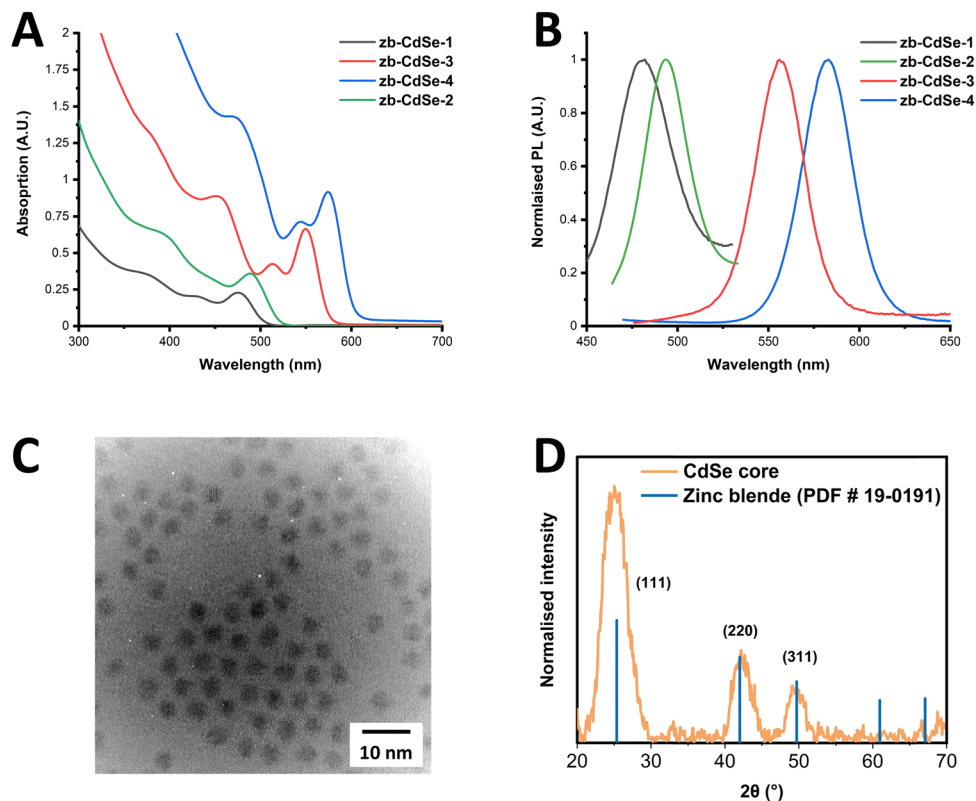 A
Absoprtion (A.U.)
2
1.75
1.5
1.25
1
0.75
0.5
0.25
0
300
400
500
600
700
Wavelength (nm)
zb-CdSe-1
zb-CdSe-3
zb-CdSe-4
zb-CdSe-2
B
Normlaised PL (A.U.)
1
0.8
0.6
0.4
0.2
0
450
500
550
600
650
Wavelength (nm)
zb-CdSe-1
zb-CdSe-2
zb-CdSe-3
zb-CdSe-4
C
10 nm
D
CdSe core
Zinc blende (PDF # 19-0191)
(111)
(220)
(311)
Normalised intensity
20
30
40
50
60
70
2θ (°)